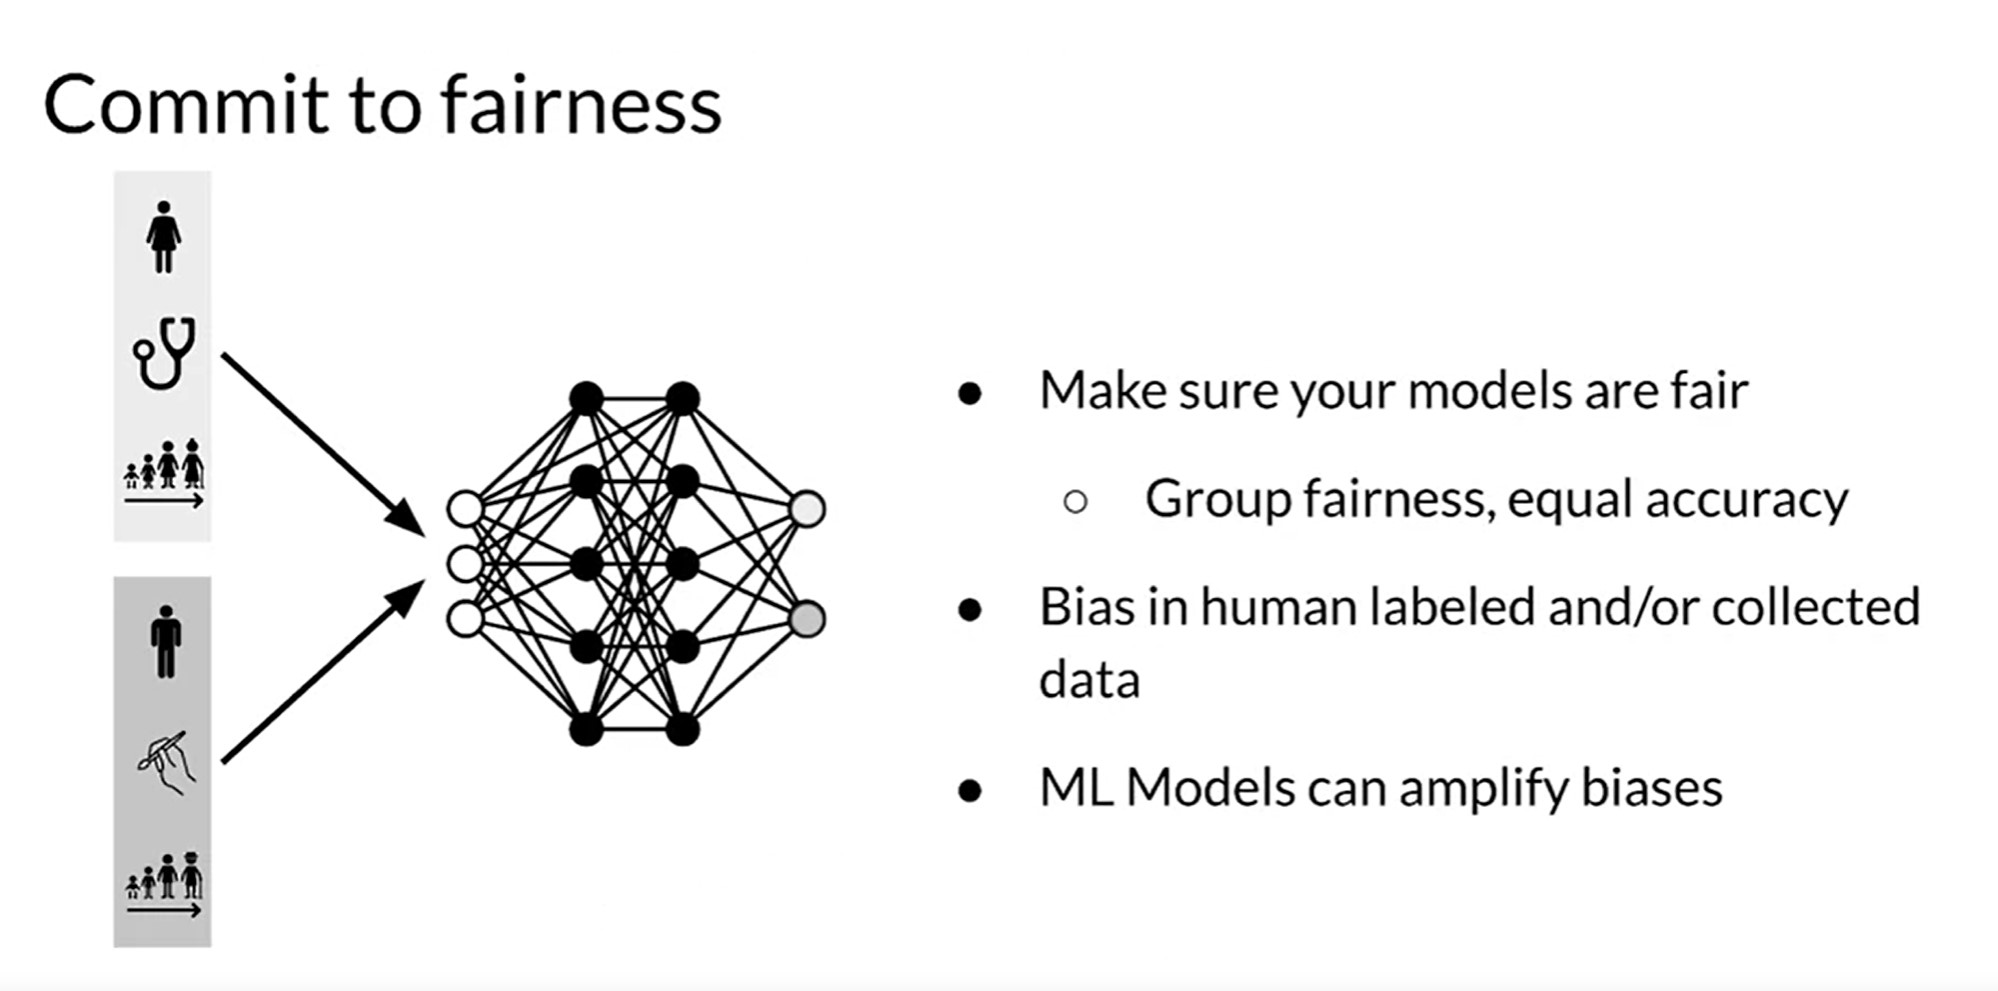 Commit to fairness
Make sure your models are fair
Group fairness, equal accuracy
Bias in human labeled and/or collected
data
ML Models can amplify biases